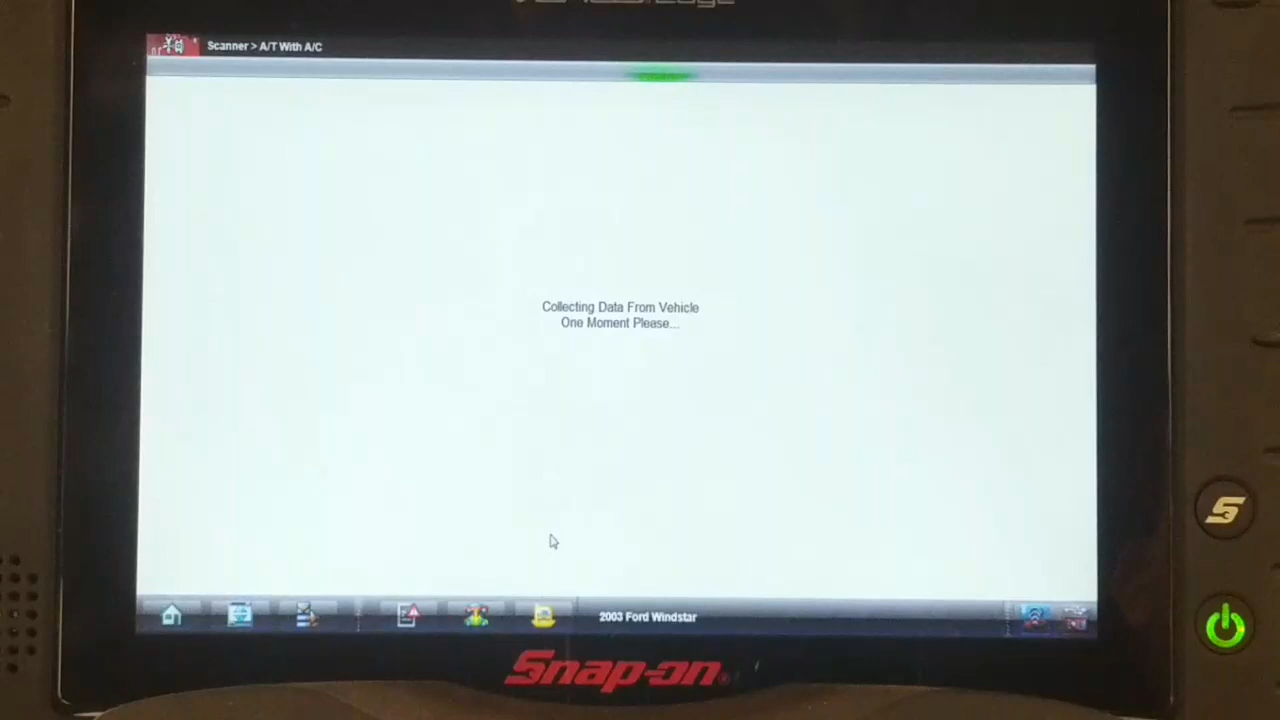 Scanner > A/T With A/C
Collecting Data From Vehicle
One Moment Please...
2003 Ford Windstar
Snap-on